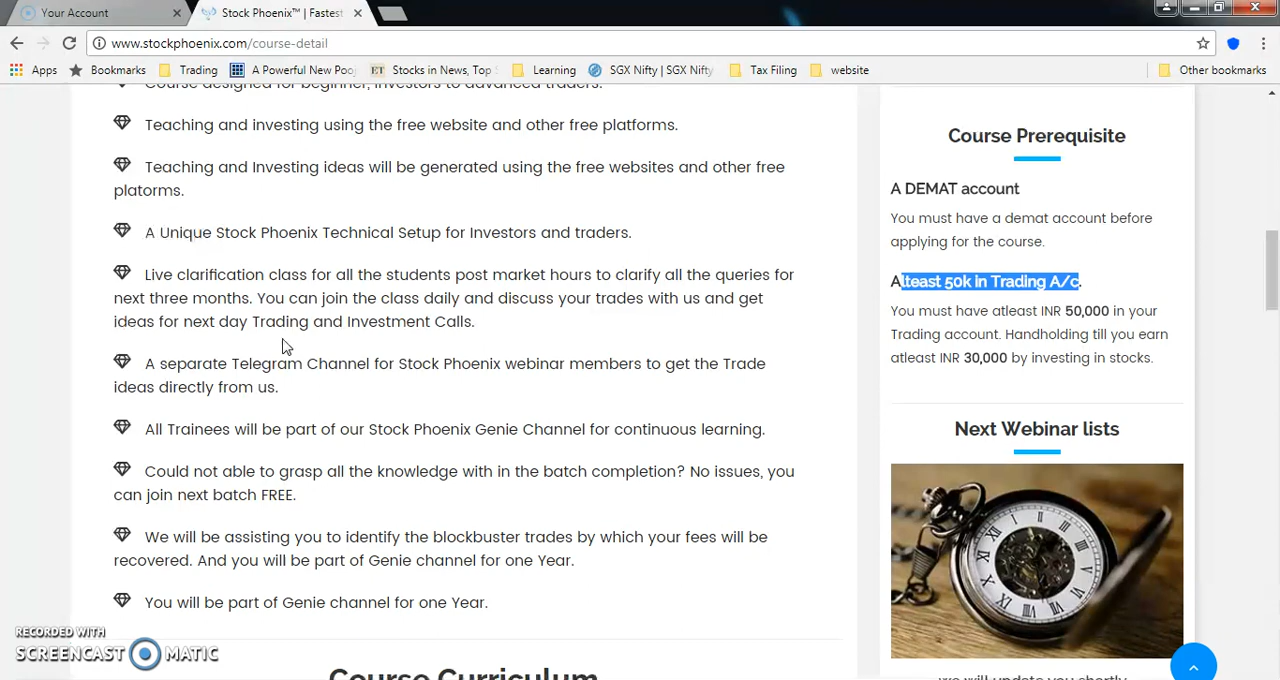 Your Account
Stock Phoenix™ | Fastest
www.stockphoenix.com/course-detail
Apps
Bookmarks
Trading
A Powerful New Poo
ET
Stocks in News, Top S
Learning
SGX Nifty | SGX Nifty
Tax Filing
website
Other bookmarks
Course designed for beginner, investors to advanced traders.
Teaching and investing using the free website and other free platforms.
Teaching and Investing ideas will be generated using the free websites and other free
platorms.
A Unique Stock Phoenix Technical Setup for Investors and traders.
Live clarification class for all the students post market hours to clarify all the queries for
next three months. You can join the class daily and discuss your trades with us and get
ideas for next day Trading and Investment Calls.
A separate Telegram Channel for Stock Phoenix webinar members to get the Trade
ideas directly from us.
All Trainees will be part of our Stock Phoenix Genie Channel for continuous learning.
Could not able to grasp all the knowledge with in the batch completion? No issues, you
can join next batch FREE.
We will be assisting you to identify the blockbuster trades by which your fees will be
recovered. And you will be part of Genie channel for one Year.
You will be part of Genie channel for one Year.
Course Curriculum
Course Prerequisite
A DEMAT account
You must have a demat account before
applying for the course.
Alteast 50k in Trading A/c.
You must have atleast INR 50,000 in your
Trading account. Handholding till you earn
atleast INR 30,000 by investing in stocks.
Next Webinar lists
We will update you shortly
RECORDED WITH
SCREENCAST MATIC